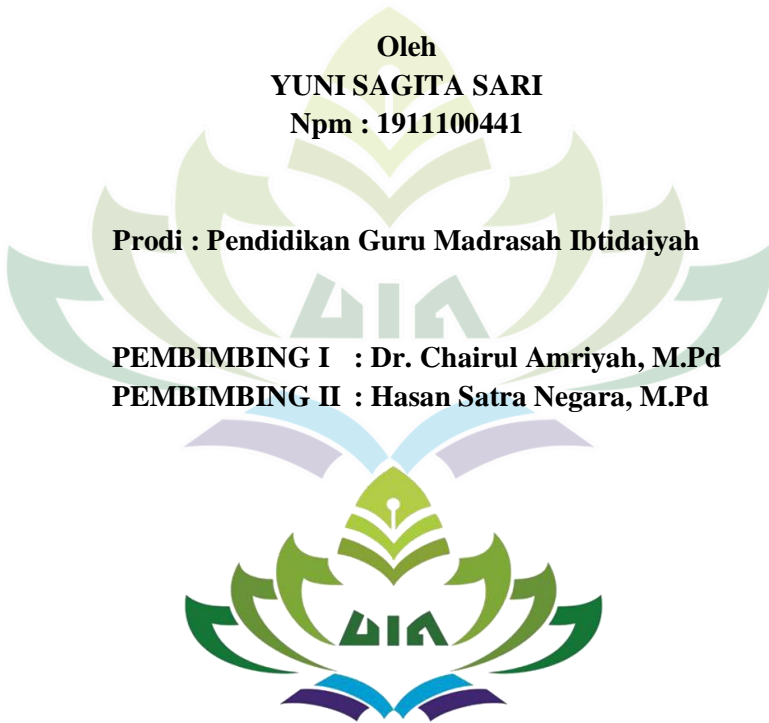 Oleh
YUNI SAGITA SARI
Npm : 1911100441
Prodi : Pendidikan Guru Madrasah Ibtidaiyah
PEMBIMBING I : Dr. Chairul Amriyah, M.Pd
PEMBIMBING II : Hasan Satra Negara, M.Pd
UIN